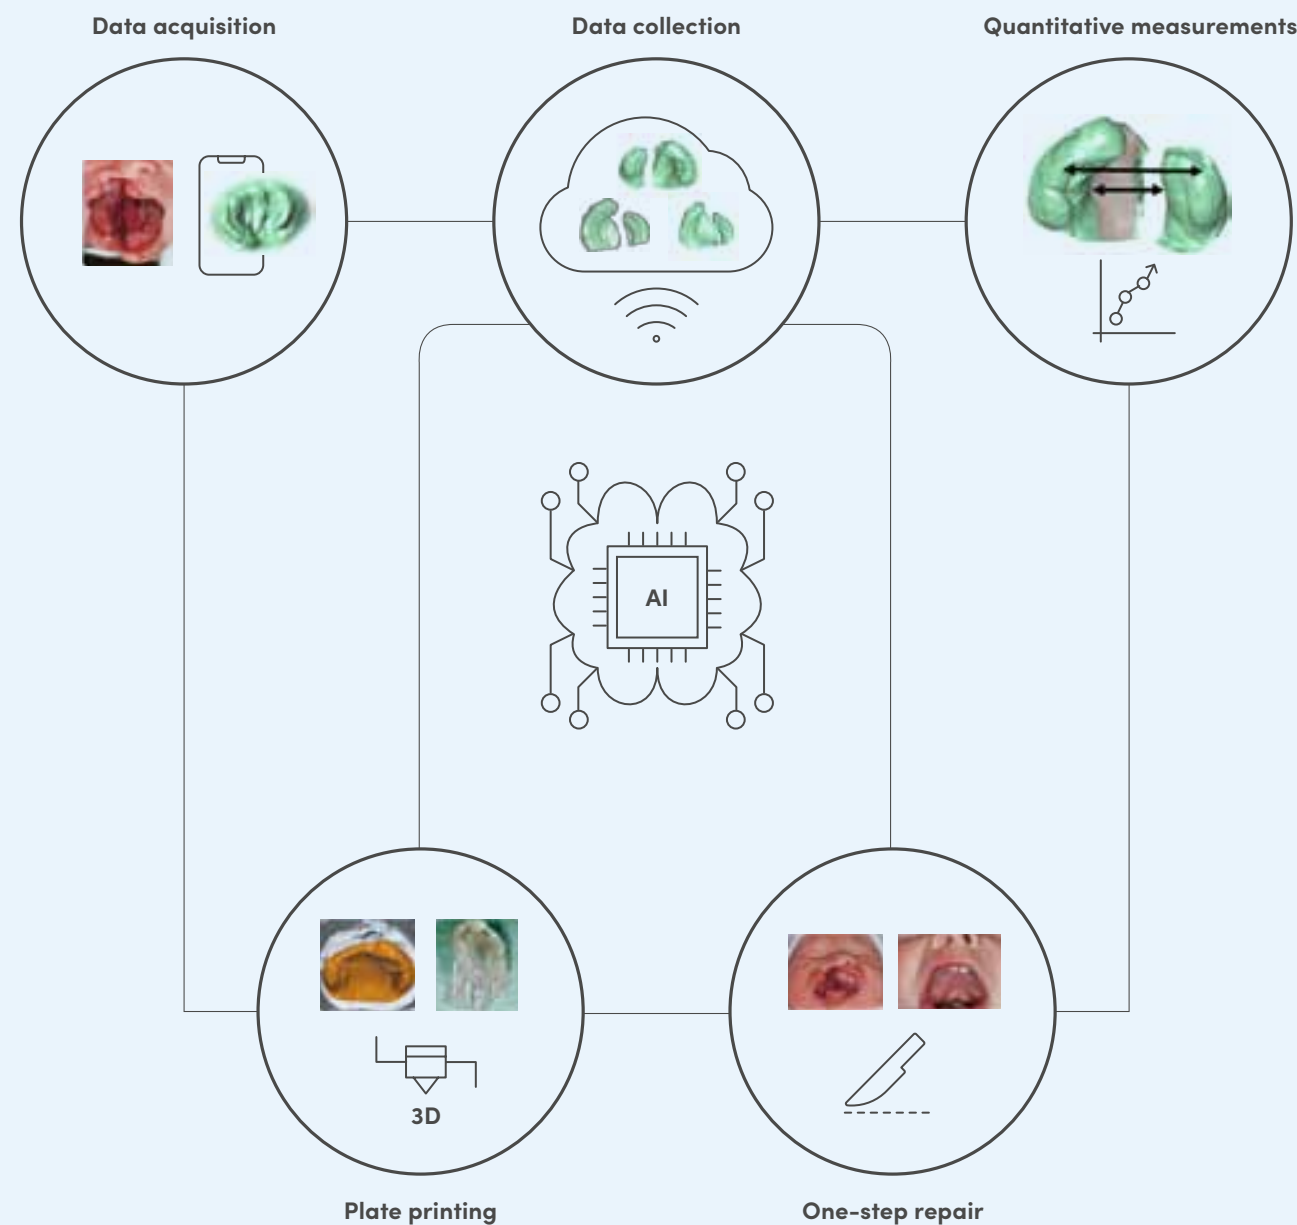 Data acquisition
Data collection
Quantitative measurements
AI
3D
Plate printing
One-step repair